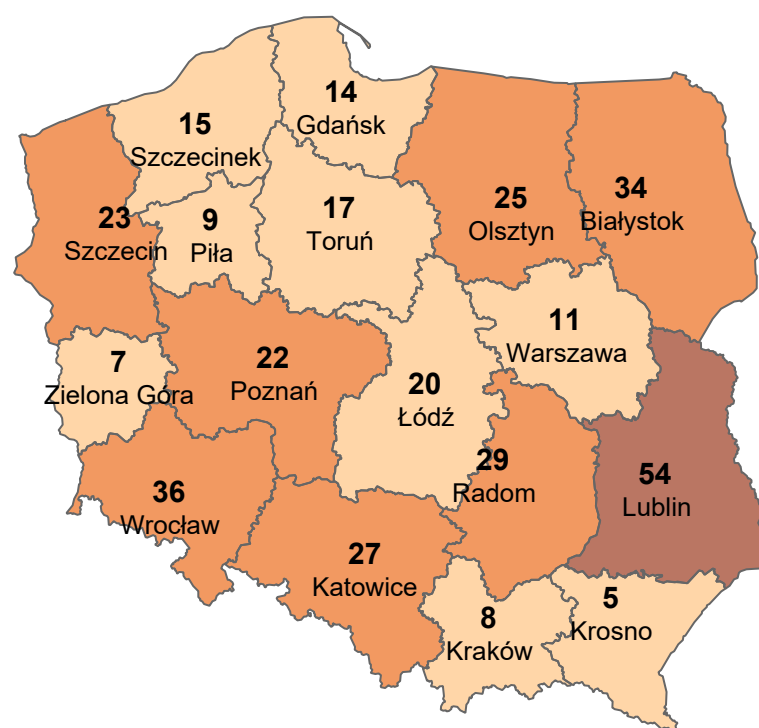 14
Gdańsk
15
Szczecinek
34
Białystok
25
Olsztyn
17
Toruń
9
Piła
23
Szczecin
11
Warszawa
7
Zielona Góra
22
Poznań
20
Łódź
29
Radom
54
Lublin
36
Wrocław
27
Katowice
8
Kraków
5
Krosno